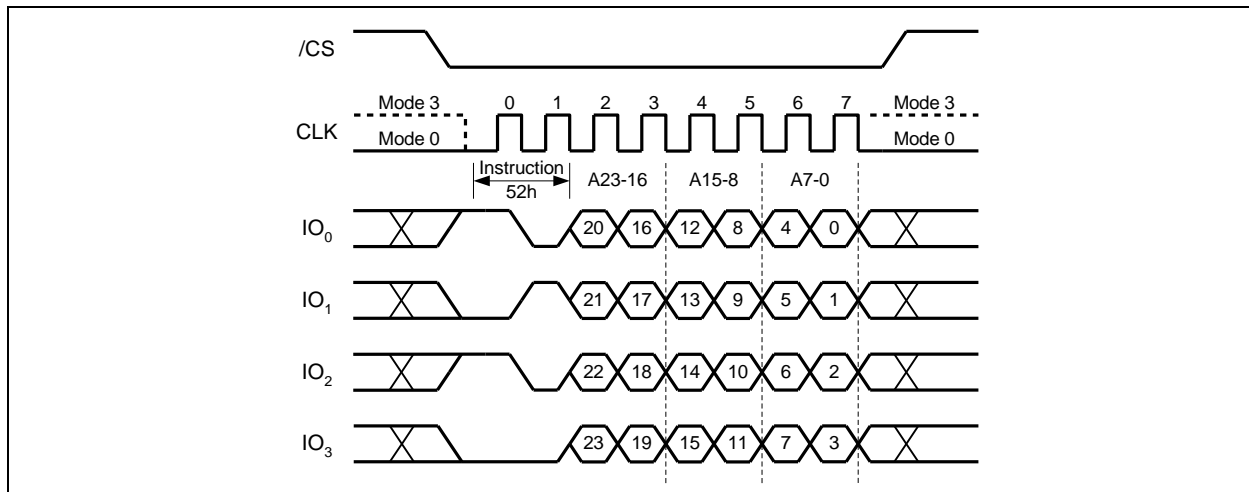 /CS
Mode 3 0 1 2 3 4 5 6 7 Mode 3
CLK
Mode 0 Mode 0
Instruction
52h
A23-16 A15-8 A7-0
IO0 20 16 12 8 4 0
IO1 21 17 13 9 5 1
IO2 22 18 14 10 6 2
IO3 23 19 15 11 7 3